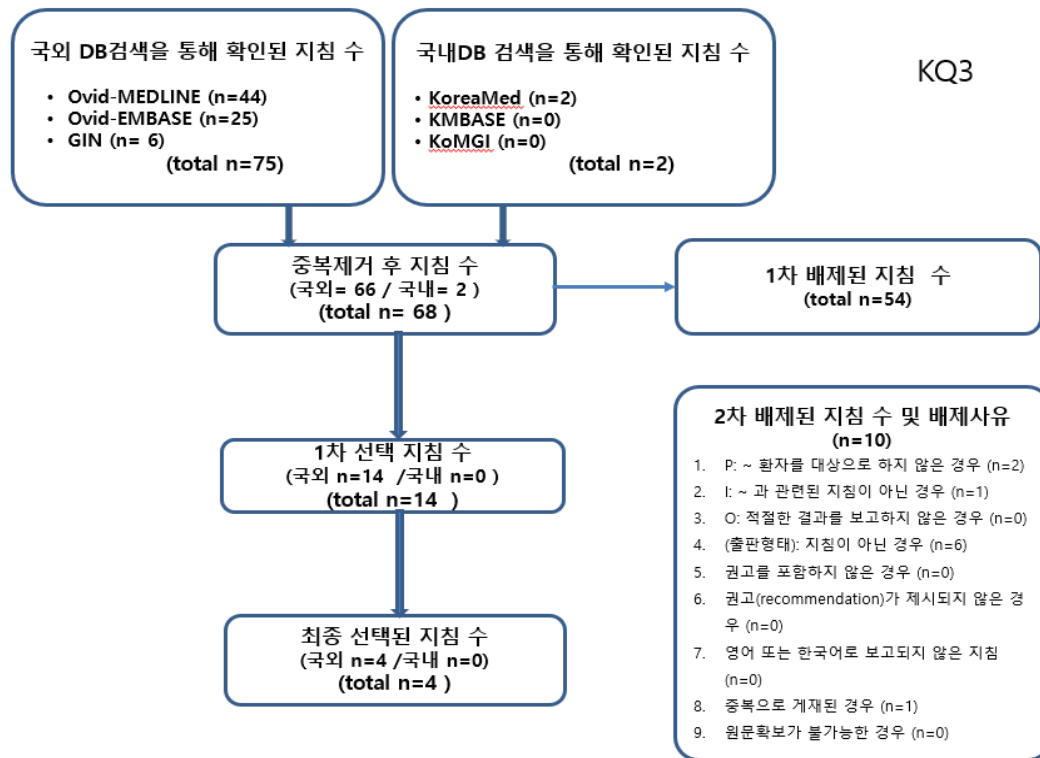 국외 DB검색을 통해 확인된 지침 수
• Ovid-MEDLINE (n=44)
• Ovid-EMBASE (n=25)
• GIN (n= 6)
(total n=75)
국내DB 검색을 통해 확인된 지침 수
• KoreaMed (n=2)
• KMBASE (n=0)
• KoMGI (n=0)
(total n=2)
KQ3
중복제거 후 지침 수
(국외= 66 / 국내= 2 )
(total n= 68 )
1차 배제된 지침 수
(total n=54)
1차 선택 지침 수
(국외 n=14 /국내 n=0 )
(total n=14 )
2차 배제된 지침 수 및 배제사유
(n=10)
1. P: ~ 환자를 대상으로 하지 않은 경우 (n=2)
2. I: ~ 과 관련된 지침이 아닌 경우 (n=1)
3. O: 적절한 결과를 보고하지 않은 경우 (n=0)
4. (출판형태): 지침이 아닌 경우 (n=6)
5. 권고를 포함하지 않은 경우 (n=0)
6. 권고(recommendation)가 제시되지 않은 경
우 (n=0)
7. 영어 또는 한국어로 보고되지 않은 지침
(n=0)
8. 중복으로 게재된 경우 (n=1)
9. 원문확보가 불가능한 경우 (n=0)
최종 선택된 지침 수
(국외 n=4 /국내 n=0)
(total n=4 )